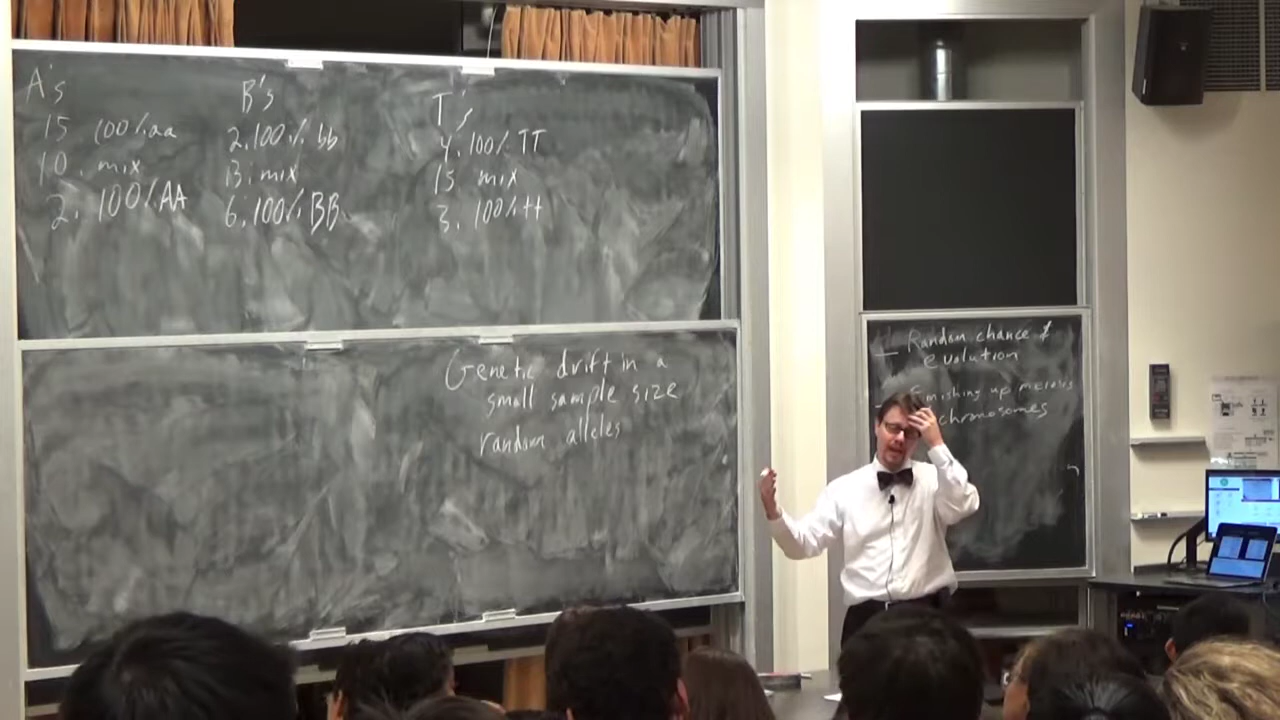 A's
15 100% aa
10. mix
2. 100% AA
B's
2. 100% bb
13. mix
6. 100% BB
T's
4. 100% TT
15 mix
3. 100% tt
Genetic drift in a
small sample size
random alleles
- Random chance &
evolution
Finishing up
chromosomes